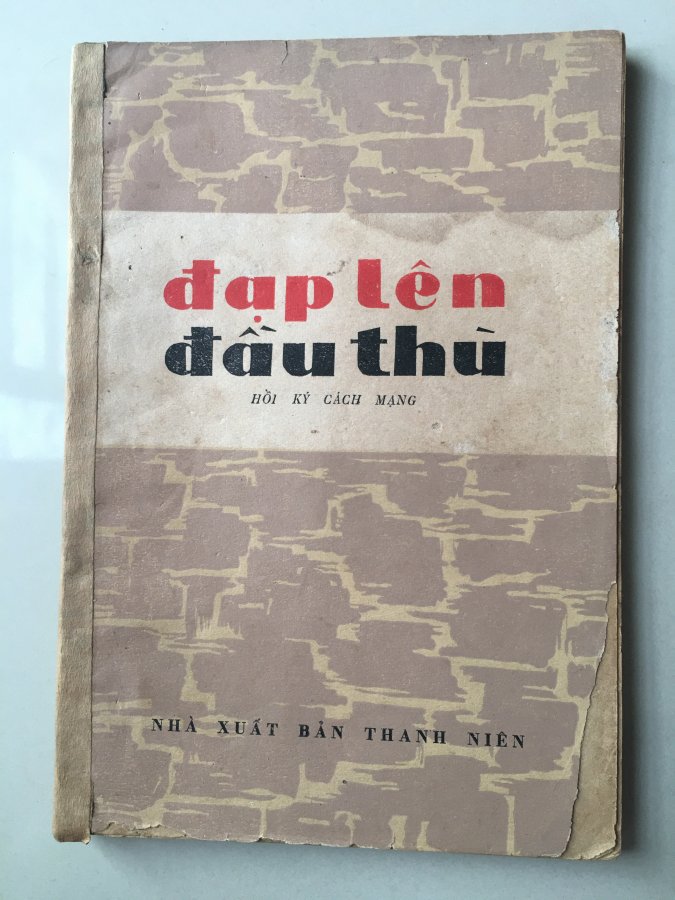 đạp lên
đầu thù
HỒI KÝ CÁCH MẠNG
NHÀ XUẤT BẢN THANH NIÊN